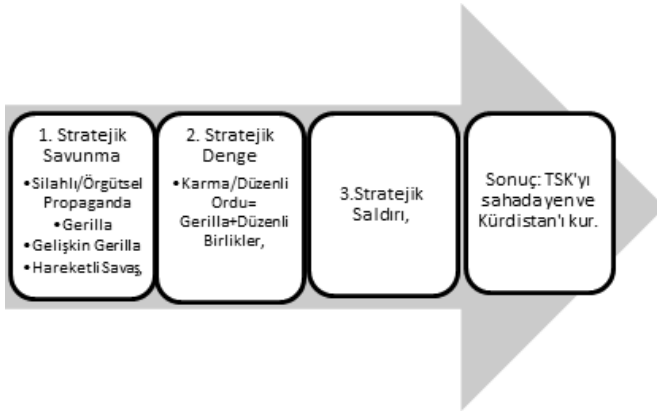 1. Stratejik
Savunma
•Silahlı/Örgütsel
Propaganda
•Gerilla
•Gelişkin Gerilla
•Hareketli Savaş,
2. Stratejik
Denge
•Karma/Düzenli
Ordu=
Gerilla+Düzenli
Birlikler,
3.Stratejik
Saldırı,
Sonuç: TSK'yı
sahada yen ve
Kürdistan'ı kur.